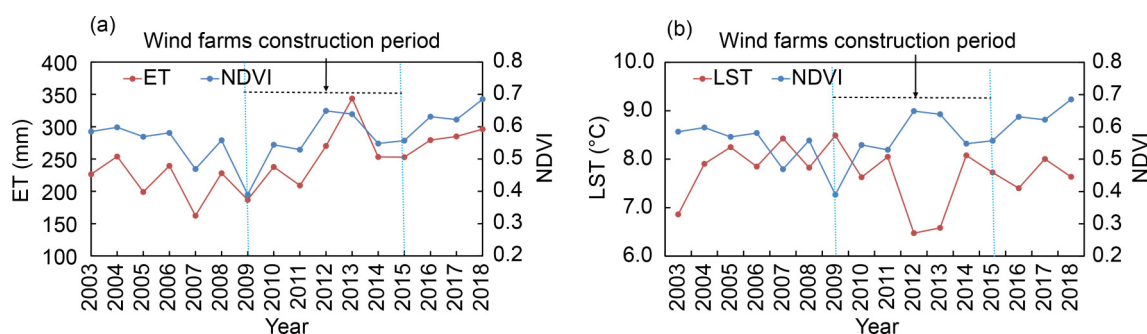 (a)
Wind farms construction period
ET NDVI
400
350
300
250
200
150
100
ET (mm)
0.8
0.7
0.6
0.5
0.4
0.3
0.2
NDVI
2003 2004 2005 2006 2007 2008 2009 2010 2011 2012 2013 2014 2015 2016 2017 2018
Year
(b)
Wind farms construction period
LST NDVI
10.0
9.0
8.0
7.0
6.0
LST (°C)
0.8
0.7
0.6
0.5
0.4
0.3
0.2
NDVI
2003 2004 2005 2006 2007 2008 2009 2010 2011 2012 2013 2014 2015 2016 2017 2018
Year